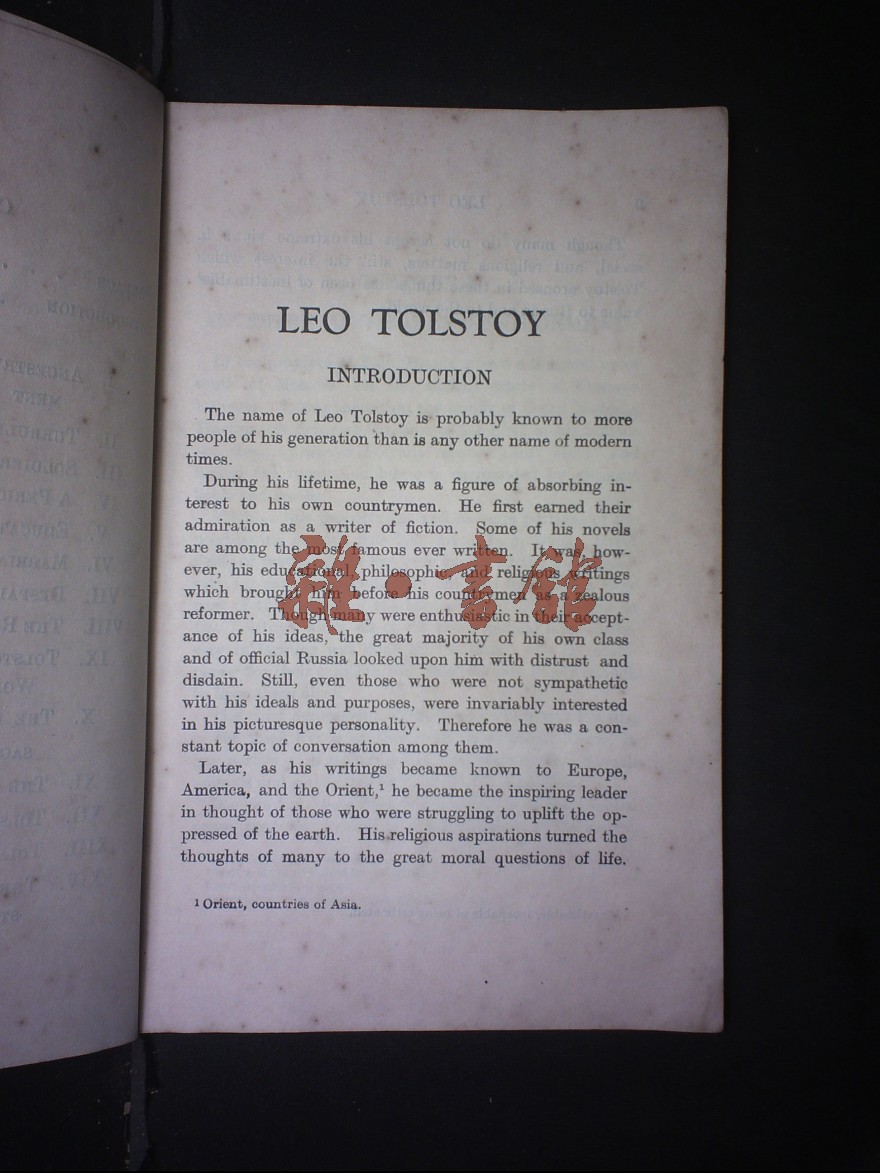 LEO TOLSTOY
INTRODUCTION
The name of Leo Tolstoy is probably known to more
people of his generation than is any other name of modern
times.
During his lifetime, he was a figure of absorbing in-
terest to his own countrymen. He first earned their
admiration as a writer of fiction. Some of his novels
are among the most famous ever written. It was, how-
ever, his educational, philosophic, and religious writings
which brought him before his countrymen as a zealous
reformer. Though many were enthusiastic in their accept-
ance of his ideas, the great majority of his own class
and of official Russia looked upon him with distrust and
disdain. Still, even those who were not sympathetic
with his ideals and purposes, were invariably interested
in his picturesque personality. Therefore he was a con-
stant topic of conversation among them.
Later, as his writings became known to Europe,
America, and the Orient,¹ he became the inspiring leader
in thought of those who were struggling to uplift the op-
pressed of the earth. His religious aspirations turned the
thoughts of many to the great moral questions of life.
¹ Orient, countries of Asia.
雜·書館